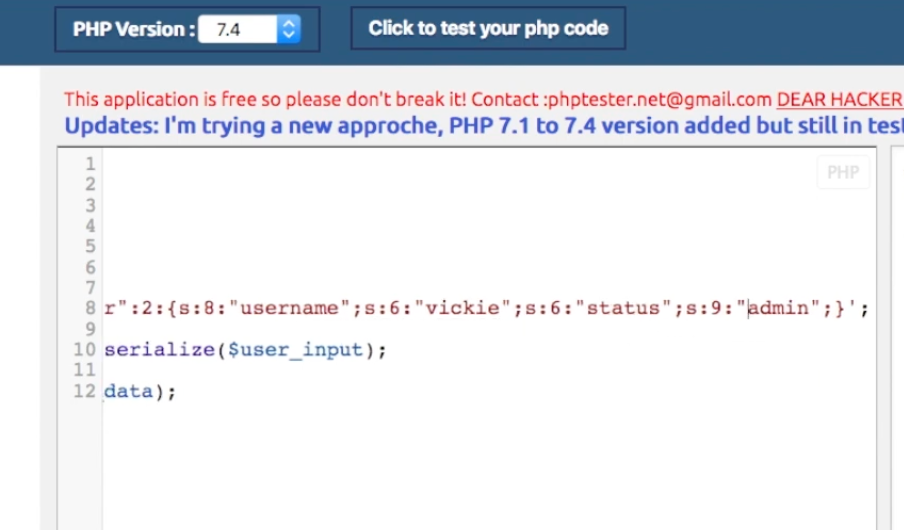 PHP Version : 7.4 Click to test your php code
This application is free so please don't break it! Contact :phptester.net@gmail.com DEAR HACKER
Updates: I'm trying a new approche, PHP 7.1 to 7.4 version added but still in test
PHP
1
2
3
4
5
6
7
8 r":2:{s:8:"username";s:6:"vickie";s:6:"status";s:9:"admin";}';
9
10 serialize($user_input);
11
12 data);